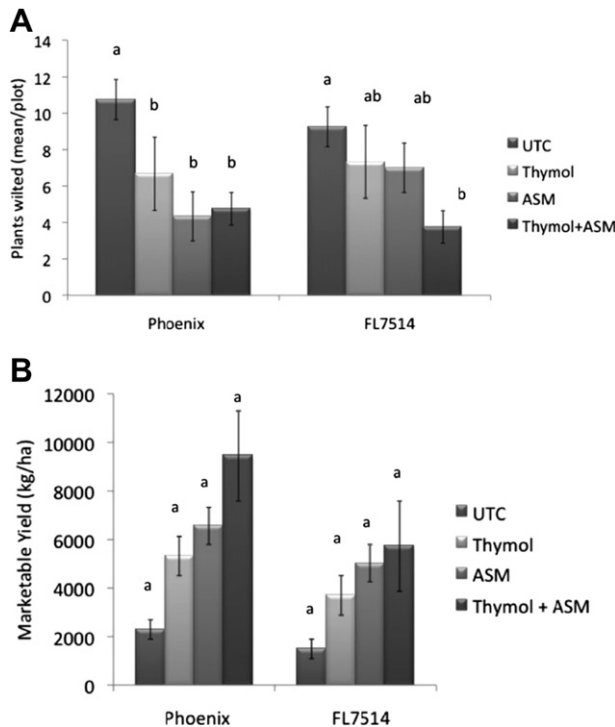 A
14
12
10
8
6
4
2
0
Plants wilted (mean/plot)
a
b
b
b
a
ab
ab
b
Phoenix
FL7514
UTC
Thymol
ASM
Thymol+ASM
B
12000
10000
8000
6000
4000
2000
0
Marketable Yield (kg/ha)
a
a
a
a
a
a
a
a
Phoenix
FL7514
UTC
Thymol
ASM
Thymol + ASM